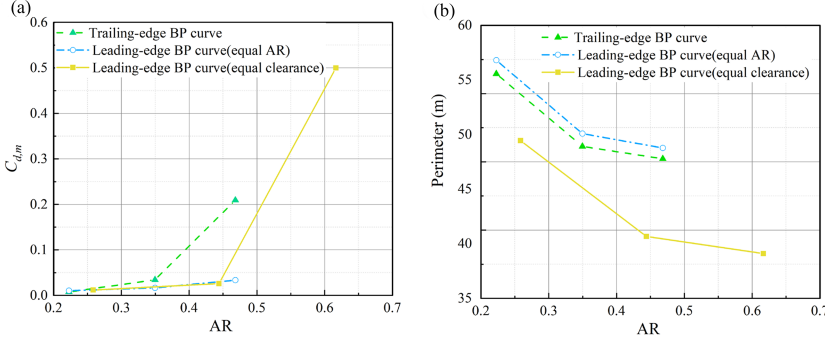 (a)
0.6
0.5
0.4
0.3
0.2
0.1
0.0
C_{d,m}
Trailing-edge BP curve
Leading-edge BP curve(equal AR)
Leading-edge BP curve(equal clearance)
0.2 0.3 0.4 0.5 0.6 0.7
AR
(b)
60
55
50
45
40
35
Perimeter (m)
Trailing-edge BP curve
Leading-edge BP curve(equal AR)
Leading-edge BP curve(equal clearance)
0.2 0.3 0.4 0.5 0.6 0.7
AR